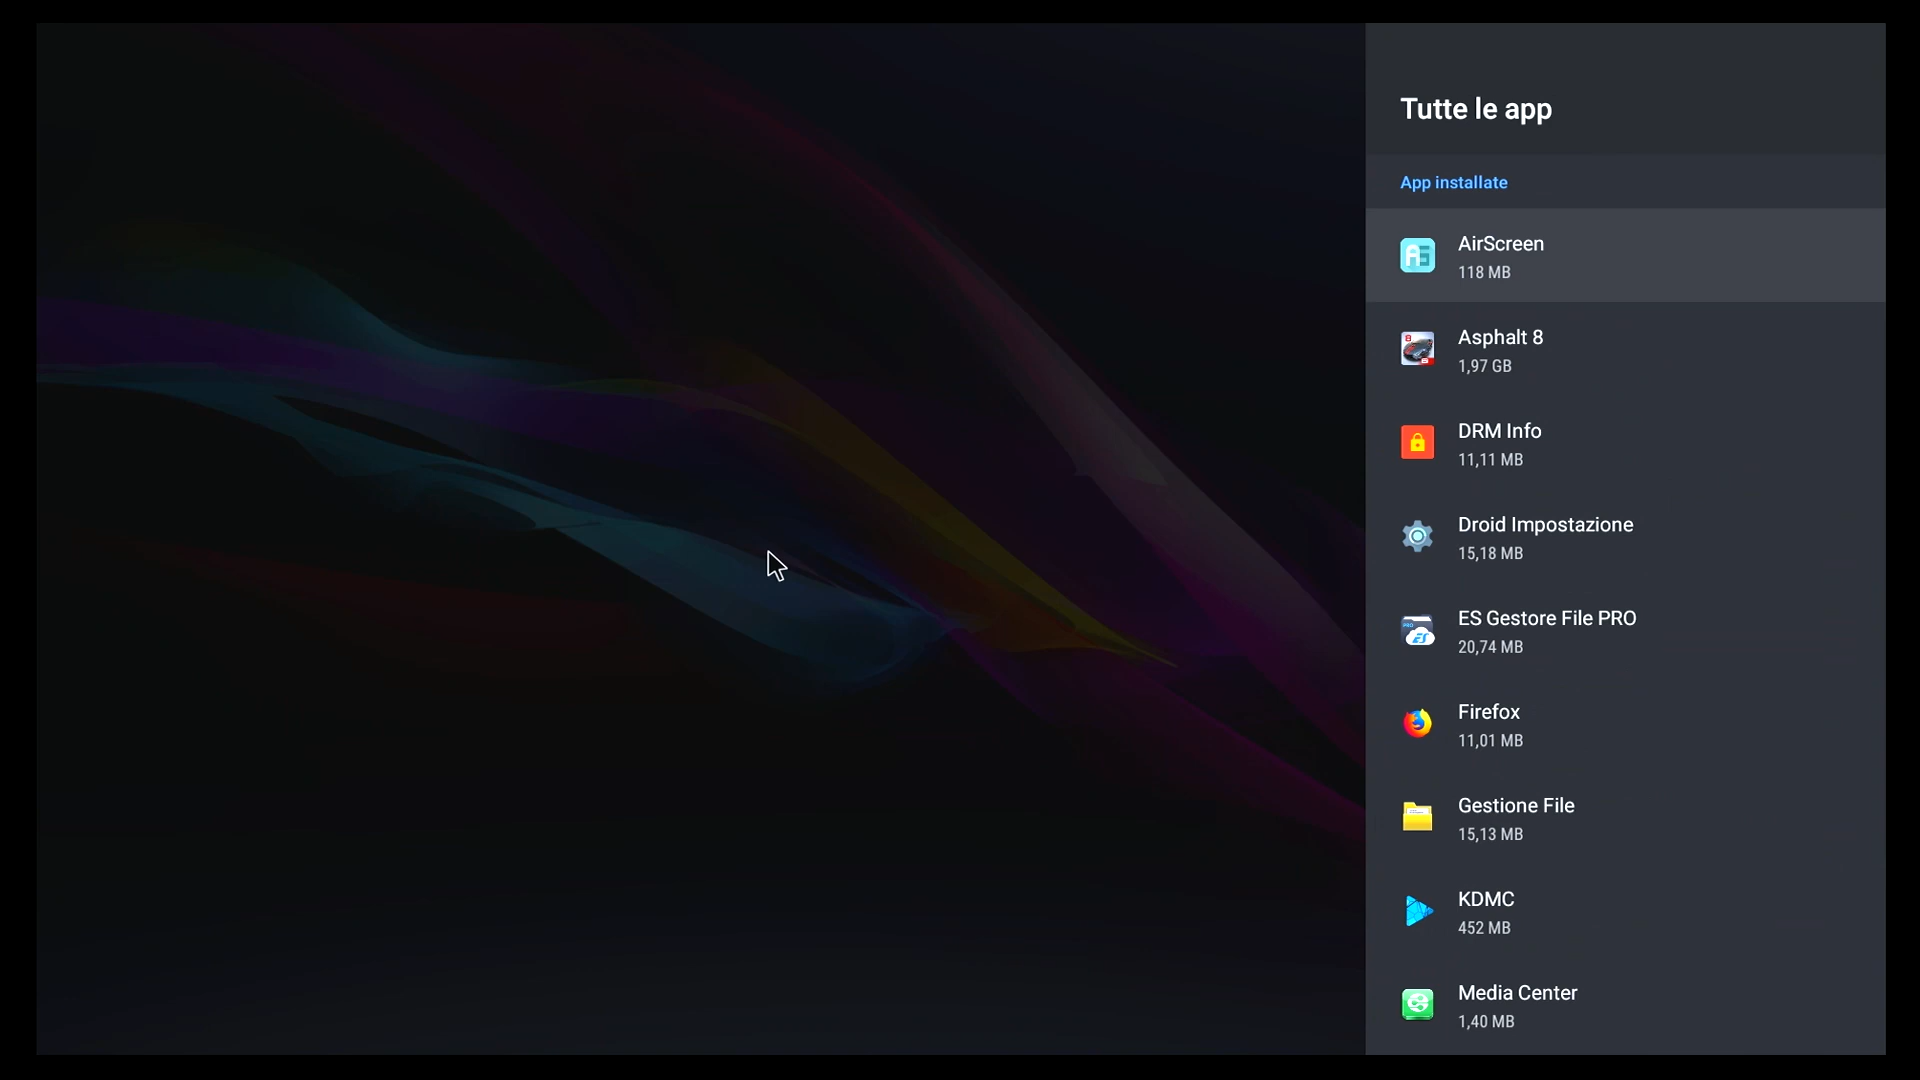 Tutte le app
App installate
AirScreen
118 MB
Asphalt 8
1,97 GB
DRM Info
11,11 MB
Droid Impostazione
15,18 MB
ES Gestore File PRO
20,74 MB
Firefox
11,01 MB
Gestione File
15,13 MB
KDMC
452 MB
Media Center
1,40 MB